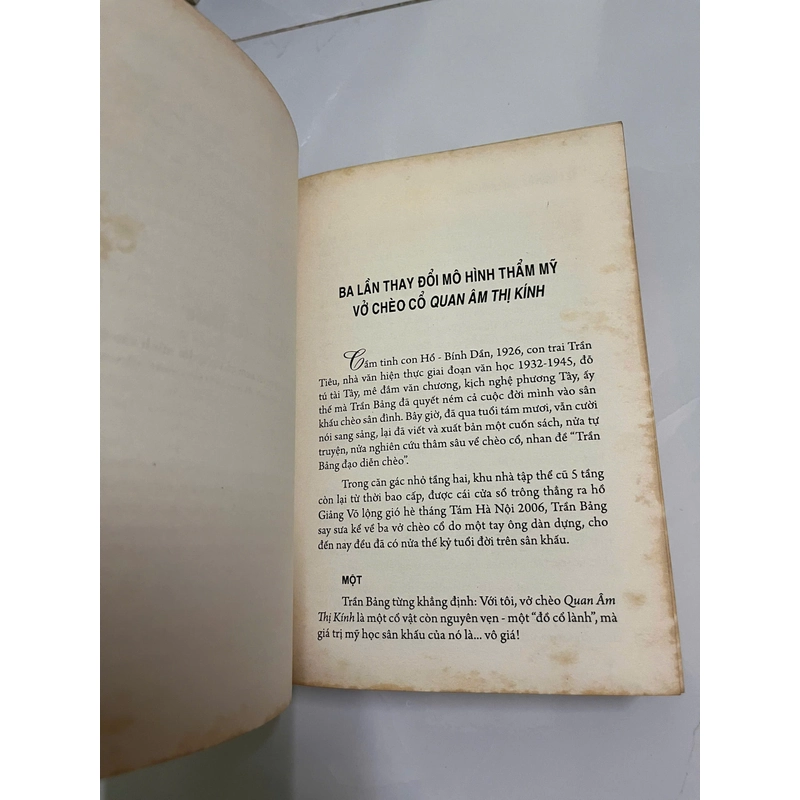 BA LẦN THAY ĐỔI MÔ HÌNH THẨM MỸ
VỞ CHÈO CỔ QUAN ÂM THỊ KÍNH
Cầm tinh con Hổ - Bính Dần, 1926, con trai Trần
Tiêu, nhà văn hiện thực giai đoạn văn học 1932-1945, đỗ
tú tài Tây, mê đắm văn chương, kịch nghệ phương Tây, ấy
thế mà Trần Bảng đã quyết ném cả cuộc đời mình vào sân
khấu chèo sân đình. Bây giờ, đã qua tuổi tám mươi, vẫn cười
nói sang sảng, lại đã viết và xuất bản một cuốn sách, nửa tự
truyện, nửa nghiên cứu thâm sâu về chèo cổ, nhan đề “Trần
Bảng đạo diễn chèo”.
Trong căn gác nhỏ tầng hai, khu nhà tập thể cũ 5 tầng
còn lại từ thời bao cấp, được cái cửa sổ trông thẳng ra hồ
Giảng Võ lộng gió hè tháng Tám Hà Nội 2006, Trần Bảng
say sưa kể về ba vở chèo cổ do một tay ông dàn dựng, cho
đến nay đều đã có nửa thế kỷ tuổi đời trên sân khấu.
MỘT
Trần Bảng từng khẳng định: Với tôi, vở chèo Quan Âm
Thị Kính là một cổ vật còn nguyên vẹn - một “đồ cổ lành”, mà
giá trị mỹ học sân khấu của nó là... vô giá!